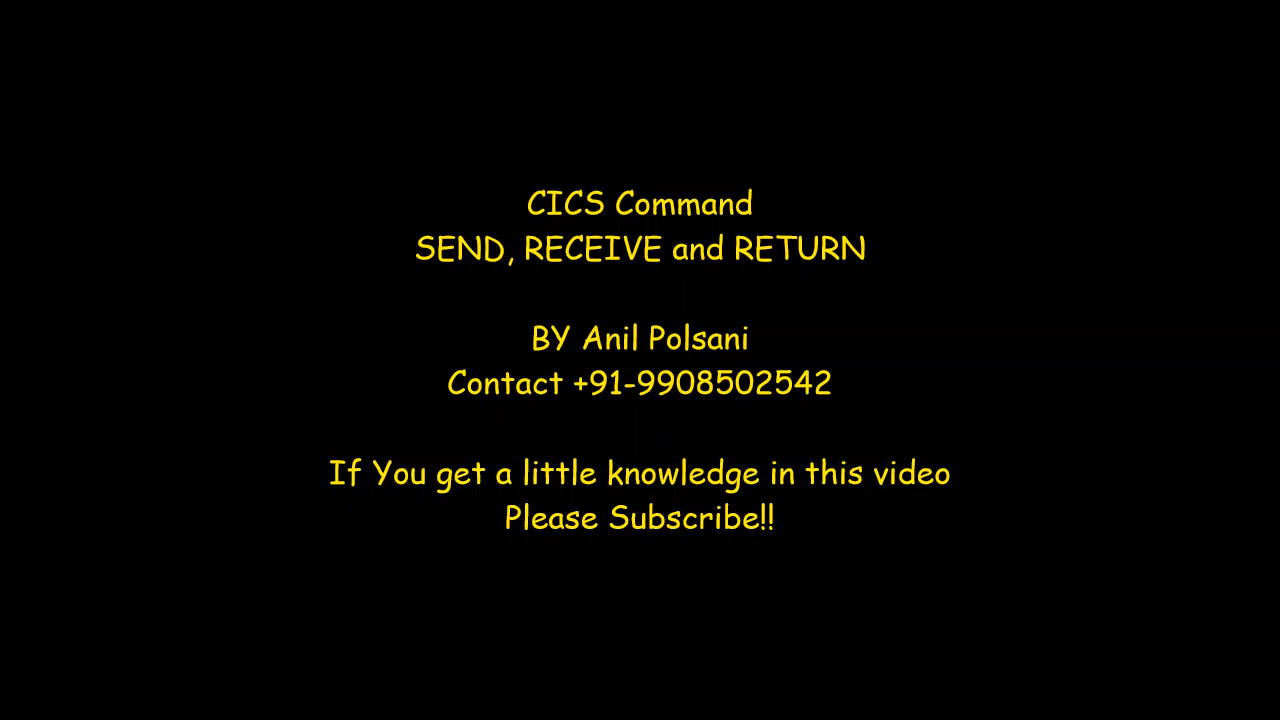 CICS Command
SEND, RECEIVE and RETURN
BY Anil Polsani
Contact +91-9908502542
If You get a little knowledge in this video
Please Subscribe!!